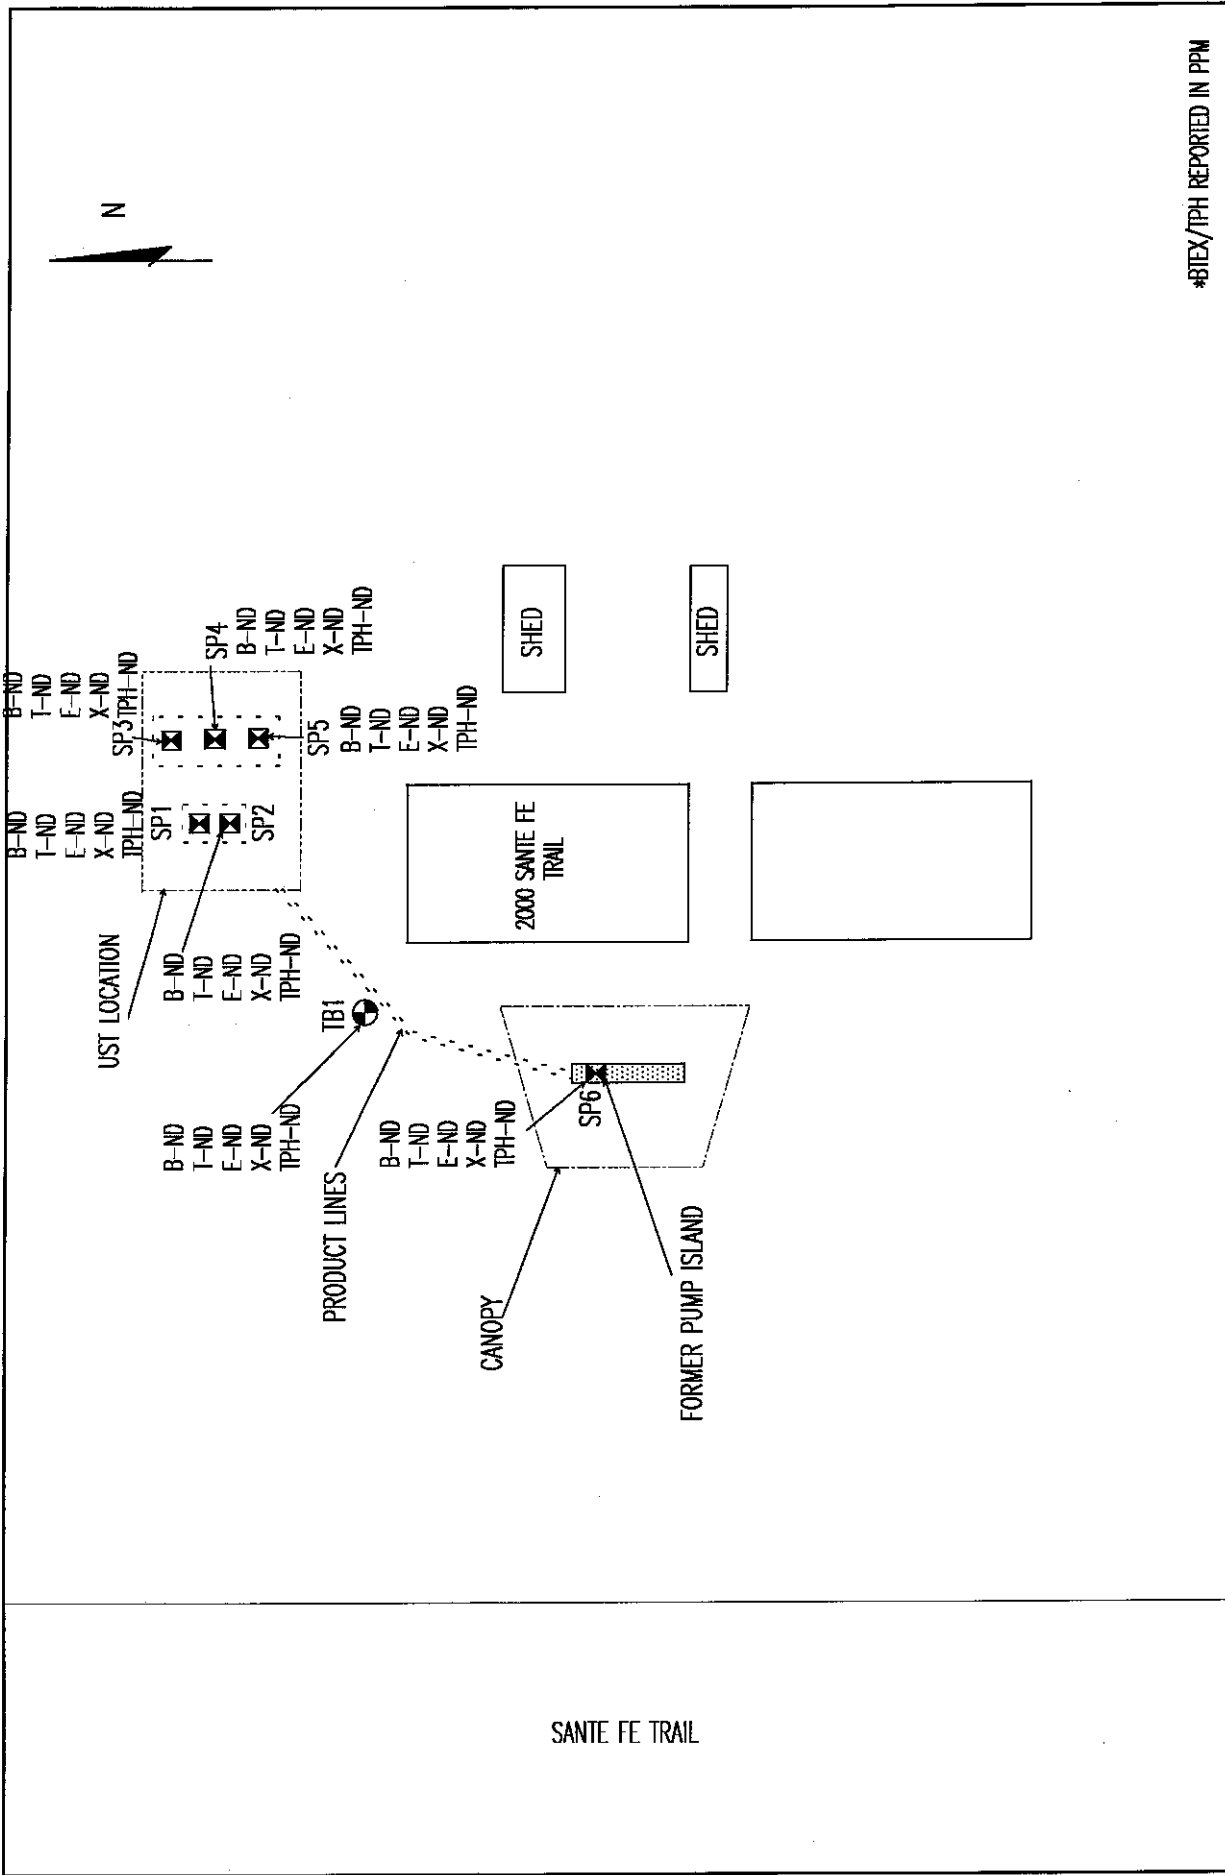 N
*BTEX/TPH REPORTED IN PPM
B-ND
T-ND
E-ND
X-ND
TPH-ND
SP3
SP4
B-ND
T-ND
E-ND
X-ND
TPH-ND
SP5
B-ND
T-ND
E-ND
X-ND
TPH-ND
B-ND
T-ND
E-ND
X-ND
TPH-ND
SP1
SP2
UST LOCATION
B-ND
T-ND
E-ND
X-ND
TPH-ND
TB1
B-ND
T-ND
E-ND
X-ND
TPH-ND
PRODUCT LINES
B-ND
T-ND
E-ND
X-ND
TPH-ND
SP6
CANOPY
FORMER PUMP ISLAND
2000 SANTE FE
TRAIL
SHED
SHED
SANTE FE TRAIL